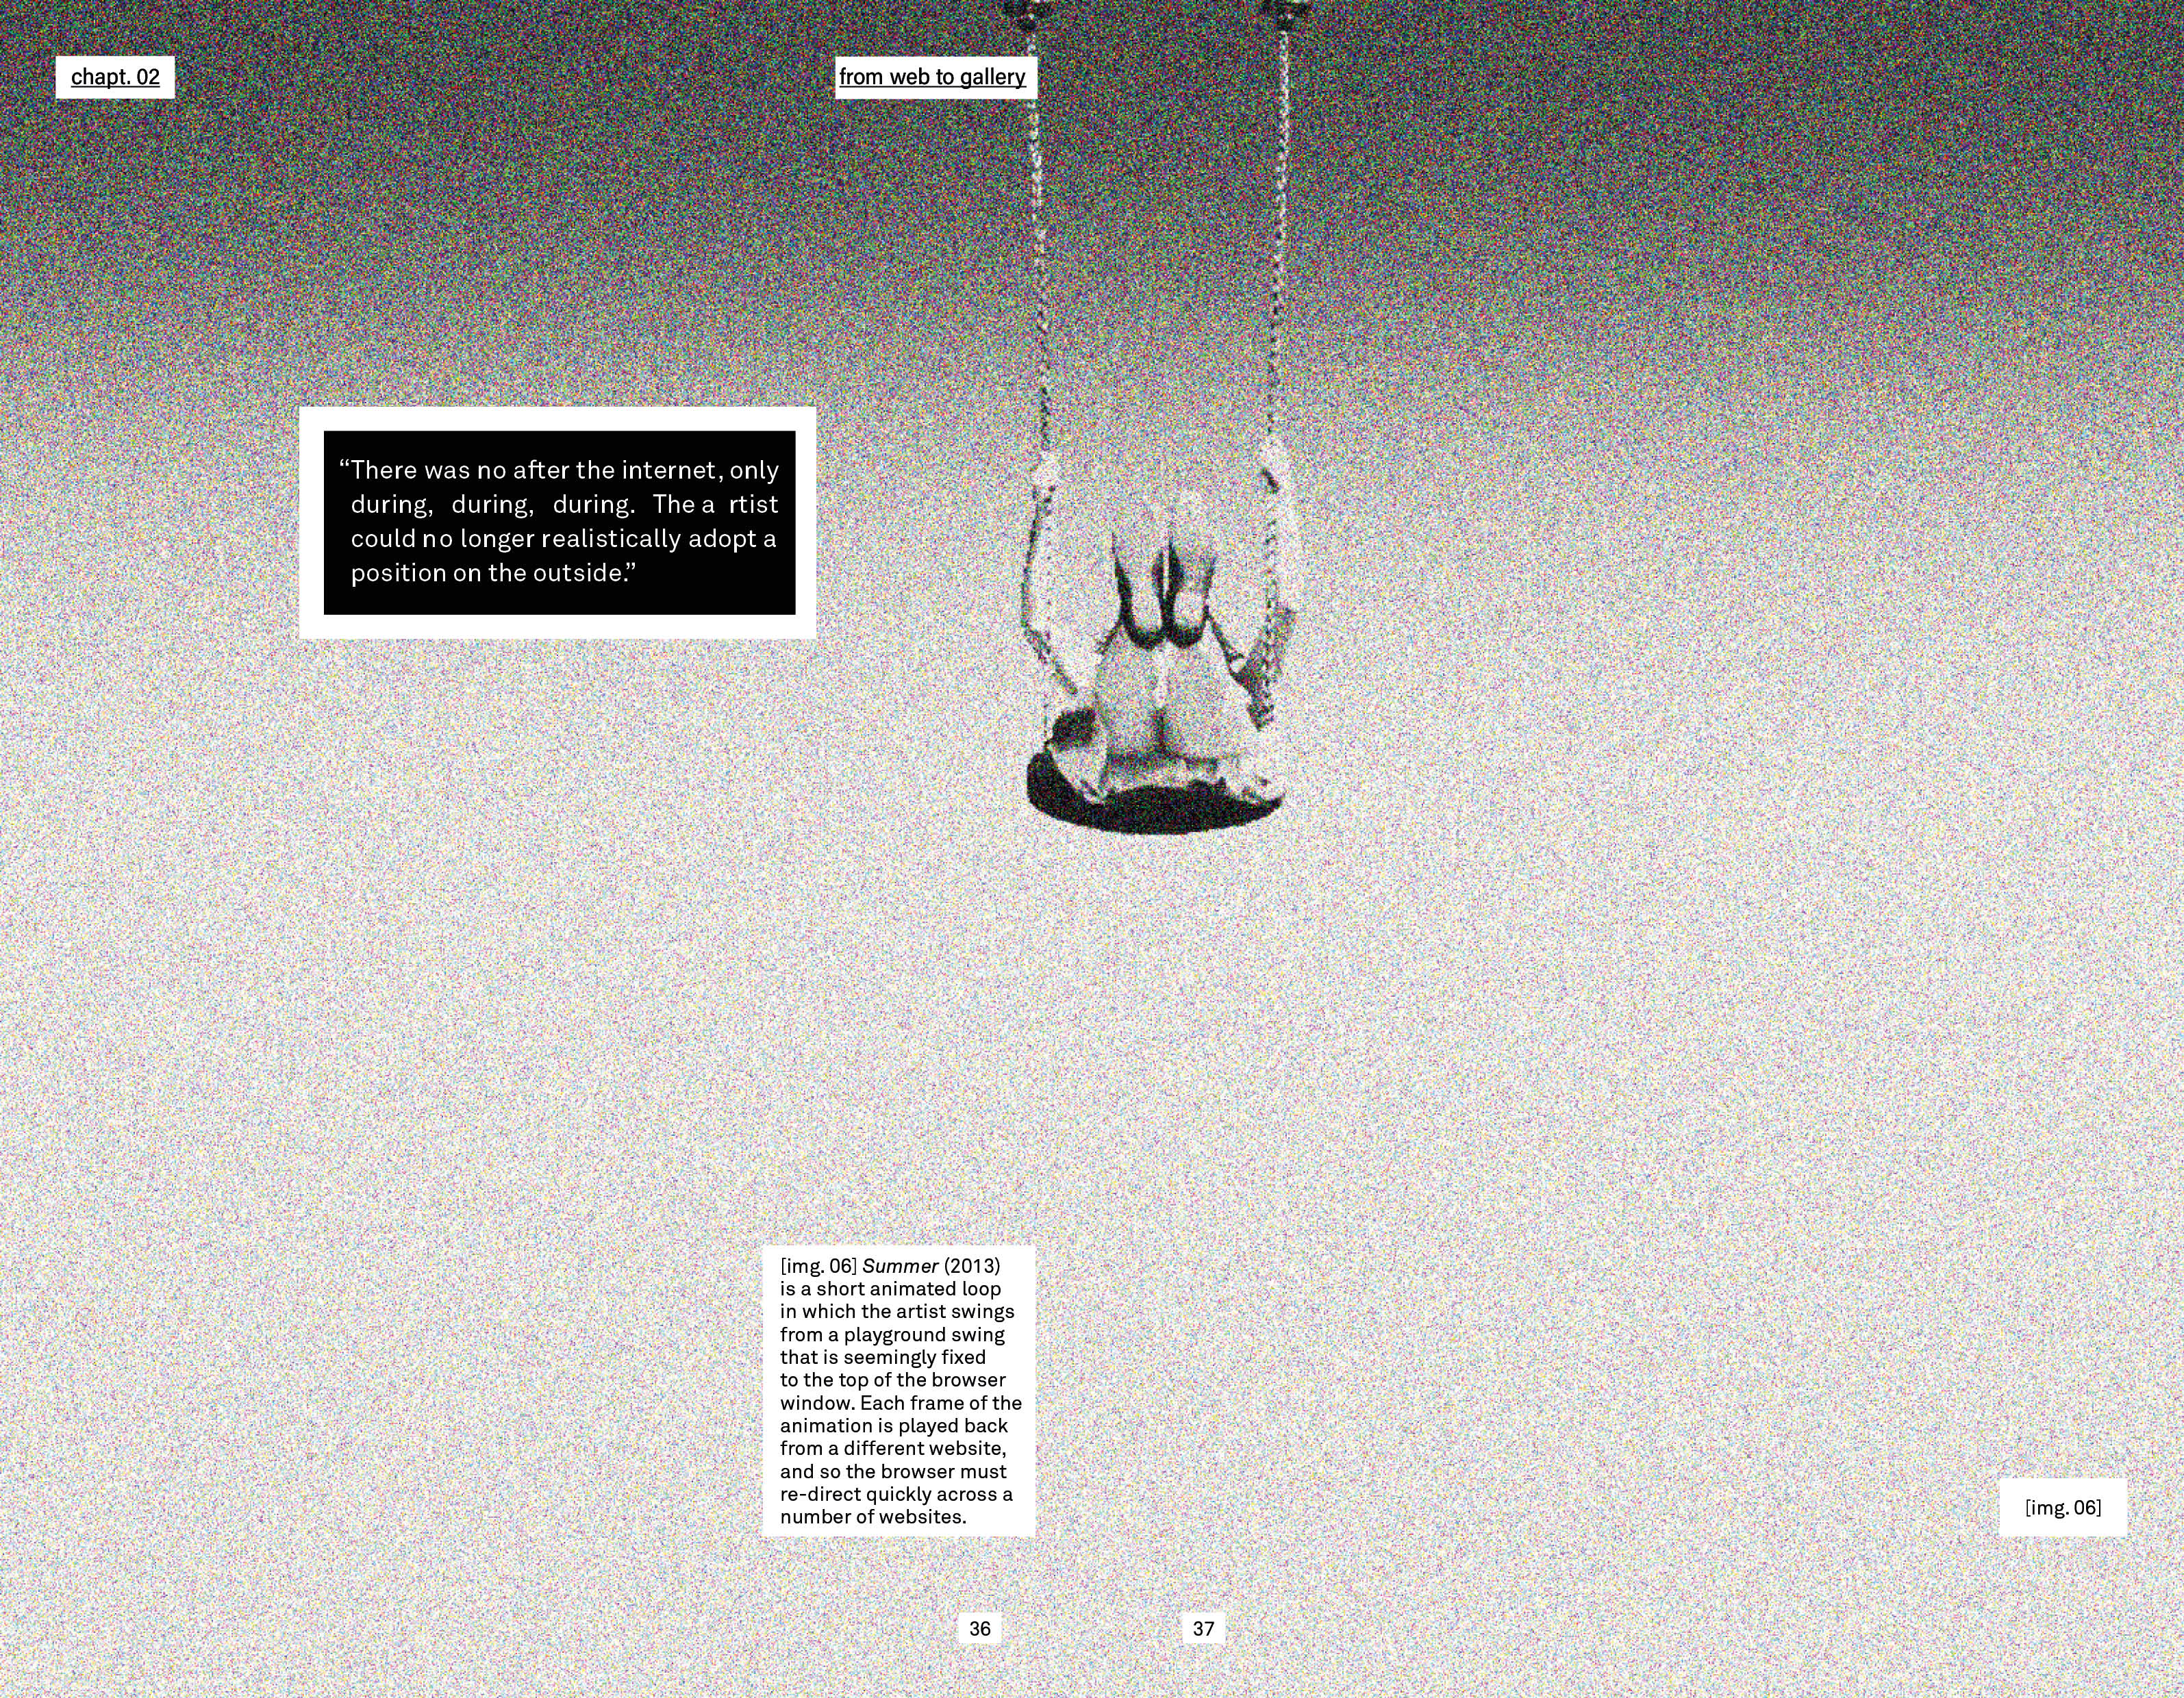 chapt. 02
from web to gallery
“There was no after the internet, only
during, during, during. The a rtist
could no longer realistically adopt a
position on the outside.”
[img. 06] Summer (2013)
is a short animated loop
in which the artist swings
from a playground swing
that is seemingly fixed
to the top of the browser
window. Each frame of the
animation is played back
from a different website,
and so the browser must
re-direct quickly across a
number of websites.
[img. 06]
36
37